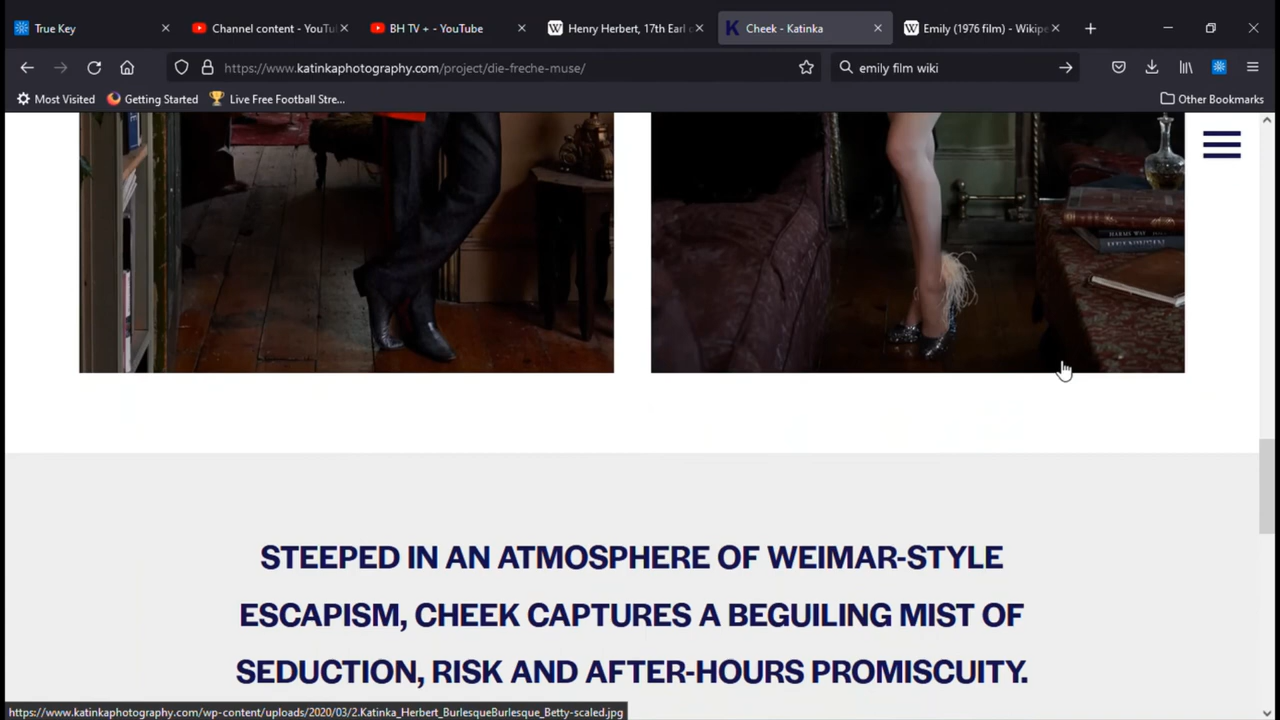 True Key
Channel content - YouTu
BH TV + - YouTube
Henry Herbert, 17th Earl o
Cheek - Katinka
Emily (1976 film) - Wikipe
https://www.katinkaphotography.com/project/die-freche-muse/
emily film wiki
Most Visited
Getting Started
Live Free Football Stre...
Other Bookmarks
STEEPED IN AN ATMOSPHERE OF WEIMAR-STYLE
ESCAPISM, CHEEK CAPTURES A BEGUILING MIST OF
SEDUCTION, RISK AND AFTER-HOURS PROMISCUITY.
https://www.katinkaphotography.com/wp-content/uploads/2020/03/2.Katinka_Herbert_BurlesqueBurlesque_Betty-scaled.jpg